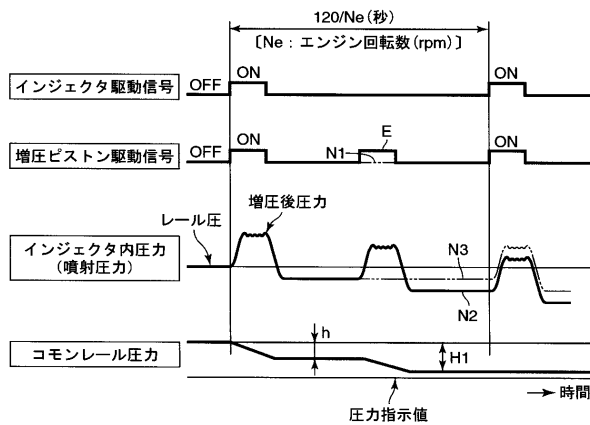 120/Ne(秒)
〔Ne:エンジン回転数(rpm)〕
インジェクタ駆動信号
OFF
ON
ON
増圧ピストン駆動信号
OFF
ON
N1
E
ON
レール圧
増圧後圧力
インジェクタ内圧力
(噴射圧力)
N3
N2
コモンレール圧力
h
H1
時間
圧力指示値